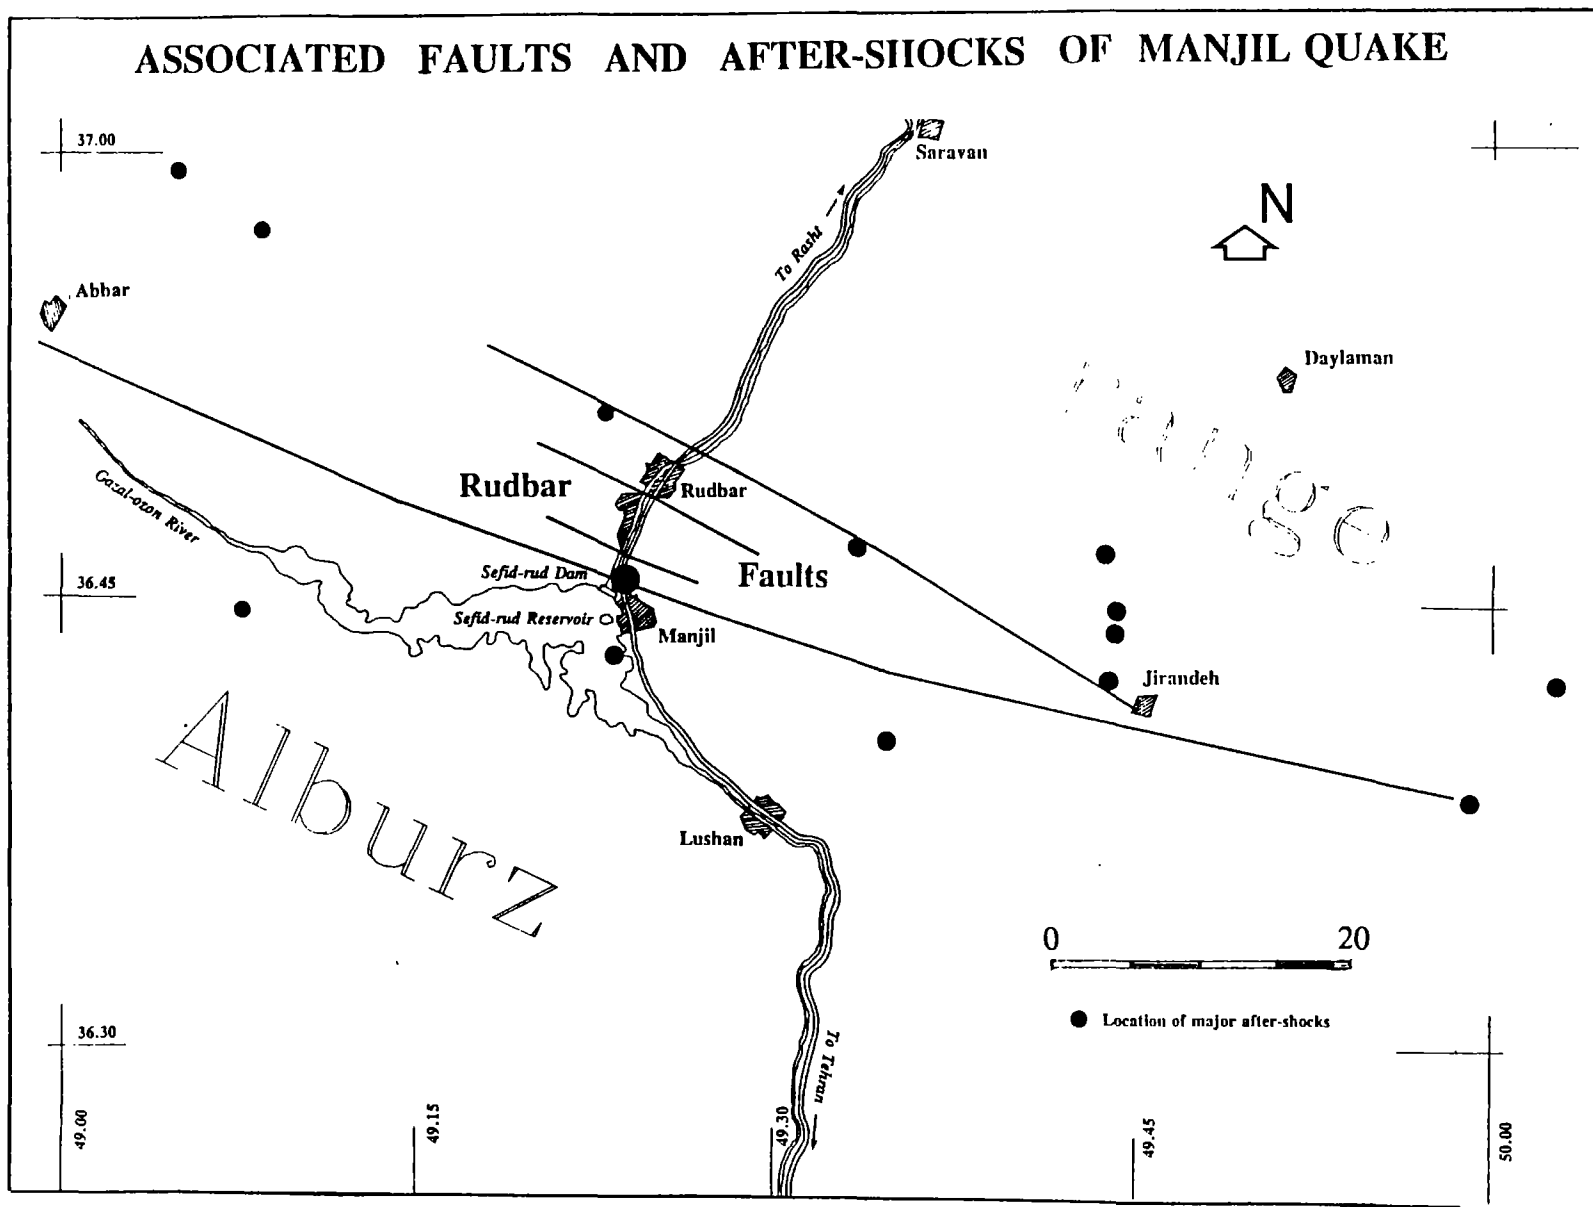 ASSOCIATED FAULTS AND AFTER-SHOCKS OF MANJIL QUAKE
37.00
Saravan
N
To Rasht
Abbar
Daylaman
Range
Rudbar
Rudbar
Gazal-ozon River
Sefid-rud Dam
Faults
36.45
Sefid-rud Reservoir
Manjil
Jirandeh
Alburz
Lushan
0 20
Location of major after-shocks
36.30
To Tehran
49.00
49.15
49.30
49.45
50.00